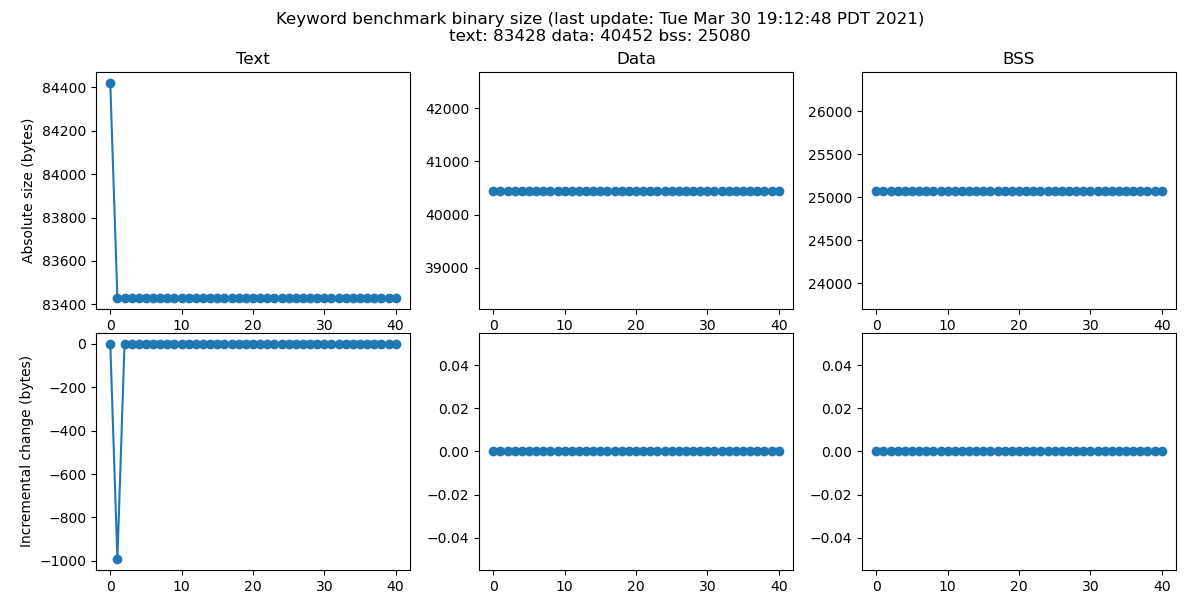 Keyword benchmark binary size (last update: Tue Mar 30 19:12:48 PDT 2021)
text: 83428 data: 40452 bss: 25080
Text
Data
BSS
Absolute size (bytes)
84400
84200
84000
83800
83600
83400
0 10 20 30 40
42000
41000
40000
39000
0 10 20 30 40
26000
25500
25000
24500
24000
0 10 20 30 40
Incremental change (bytes)
0
−200
−400
−600
−800
−1000
0 10 20 30 40
0.04
0.02
0.00
−0.02
−0.04
0 10 20 30 40
0.04
0.02
0.00
−0.02
−0.04
0 10 20 30 40